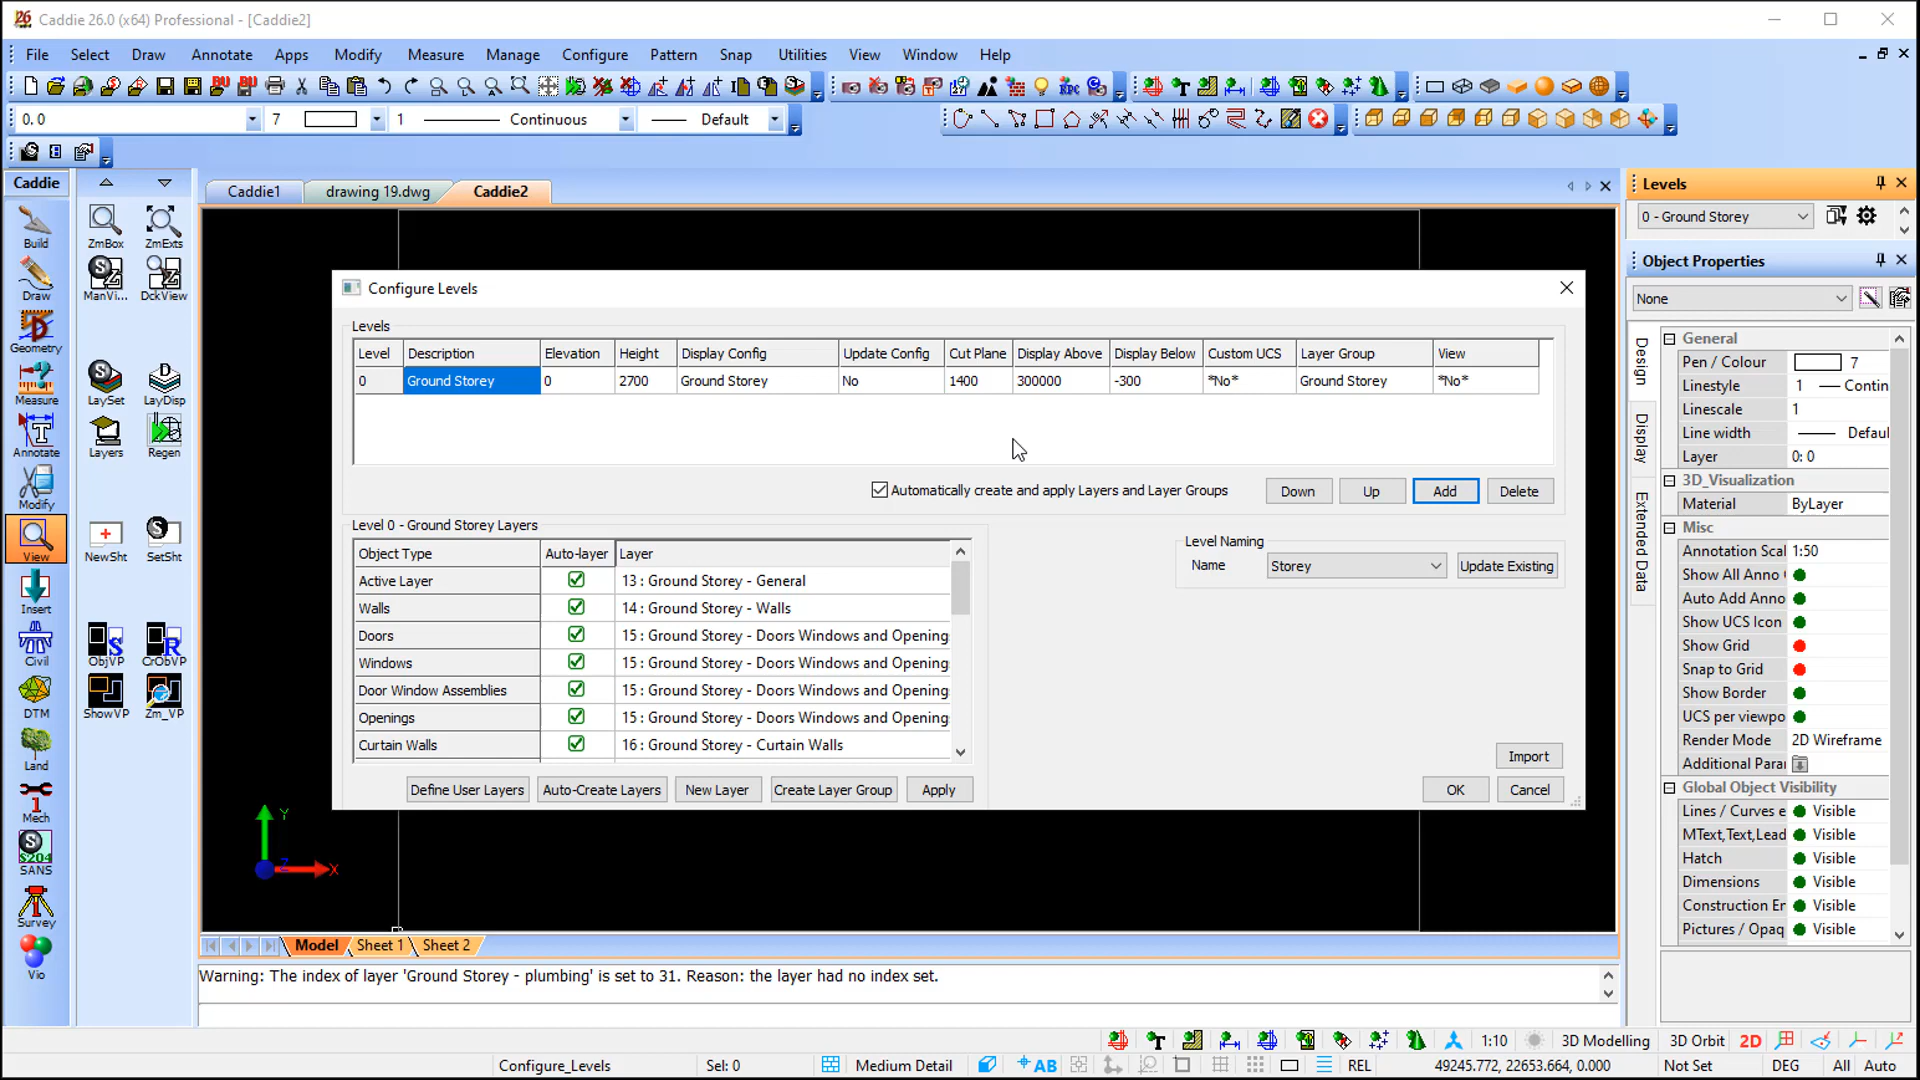 Caddie 26.0 (x64) Professional - [Caddie2]
File Select Draw Annotate Apps Modify Measure Manage Configure Pattern Snap Utilities View Window Help
0. 0 7 1 Continuous Default
Caddie
Caddie1 drawing 19.dwg Caddie2
Levels
0 - Ground Storey
Object Properties
None
Build
Draw
Geometry
Measure
Annotate
Modify
View
Insert
Civil
DTM
Land
Mech
SANS
Survey
Vio
ZmBox ZmExts
ManVi... DckView
LaySet LayDisp
Layers Regen
NewSht SetSht
ObjVP CrObVP
ShowVP Zm_VP
Configure Levels
Levels
Level Description Elevation Height Display Config Update Config Cut Plane Display Above Display Below Custom UCS Layer Group View
0 Ground Storey 0 2700 Ground Storey No 1400 300000 -300 *No* Ground Storey *No*
Automatically create and apply Layers and Layer Groups Down Up Add Delete
Level 0 - Ground Storey Layers
Object Type Auto-layer Layer
Active Layer 13 : Ground Storey - General
Walls 14 : Ground Storey - Walls
Doors 15 : Ground Storey - Doors Windows and Opening:
Windows 15 : Ground Storey - Doors Windows and Opening:
Door Window Assemblies 15 : Ground Storey - Doors Windows and Opening:
Openings 15 : Ground Storey - Doors Windows and Opening:
Curtain Walls 16 : Ground Storey - Curtain Walls
Level Naming
Name Storey Update Existing
Import
Define User Layers Auto-Create Layers New Layer Create Layer Group Apply OK Cancel
Design
Display
Extended Data
General
Pen / Colour 7
Linestyle 1 Contin
Linescale 1
Line width Defaul
Layer 0: 0
3D_Visualization
Material ByLayer
Misc
Annotation Scal 1:50
Show All Anno
Auto Add Anno
Show UCS Icon
Show Grid
Snap to Grid
Show Border
UCS per viewpo
Render Mode 2D Wireframe
Additional Parar
Global Object Visibility
Lines / Curves e Visible
MText,Text,Lead Visible
Hatch Visible
Dimensions Visible
Construction Er Visible
Pictures / Opaq Visible
Y
Z
X
Model Sheet 1 Sheet 2
Warning: The index of layer 'Ground Storey - plumbing' is set to 31. Reason: the layer had no index set.
1:10 3D Modelling 3D Orbit 2D
Configure_Levels Sel: 0 Medium Detail AB REL 49245.772, 22653.664, 0.000 Not Set DEG All Auto